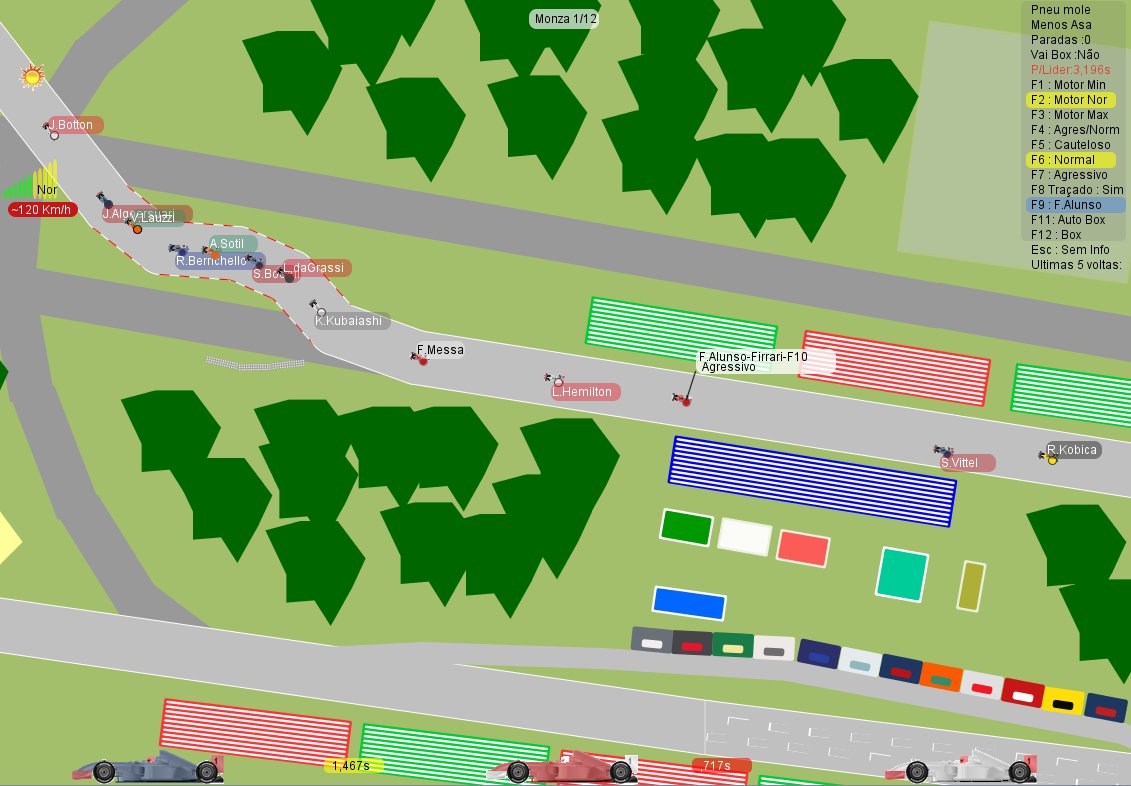 Monza 1/12
Pneu mole
Menos Asa
Paradas :0
Vai Box :Não
P/Lider:3,196s
F1 : Motor Min
F2 : Motor Nor
F3 : Motor Max
F4 : Agres/Norm
F5 : Cauteloso
F6 : Normal
F7 : Agressivo
F8 Traçado : Sim
F9 : F.Alunso
F11: Auto Box
F12 : Box
Esc : Sem Info
Ultimas 5 voltas:
J.Botton
Nor
~120 Km/h
V.Lauzzi
A.Sotil
R.Berrichello
L.daGrassi
K.Kubaiashi
F.Messa
F.Alunso-Firrari-F10
Agressivo
L.Hemilton
R.Kobica
S.Vittel
1,467s
,717s